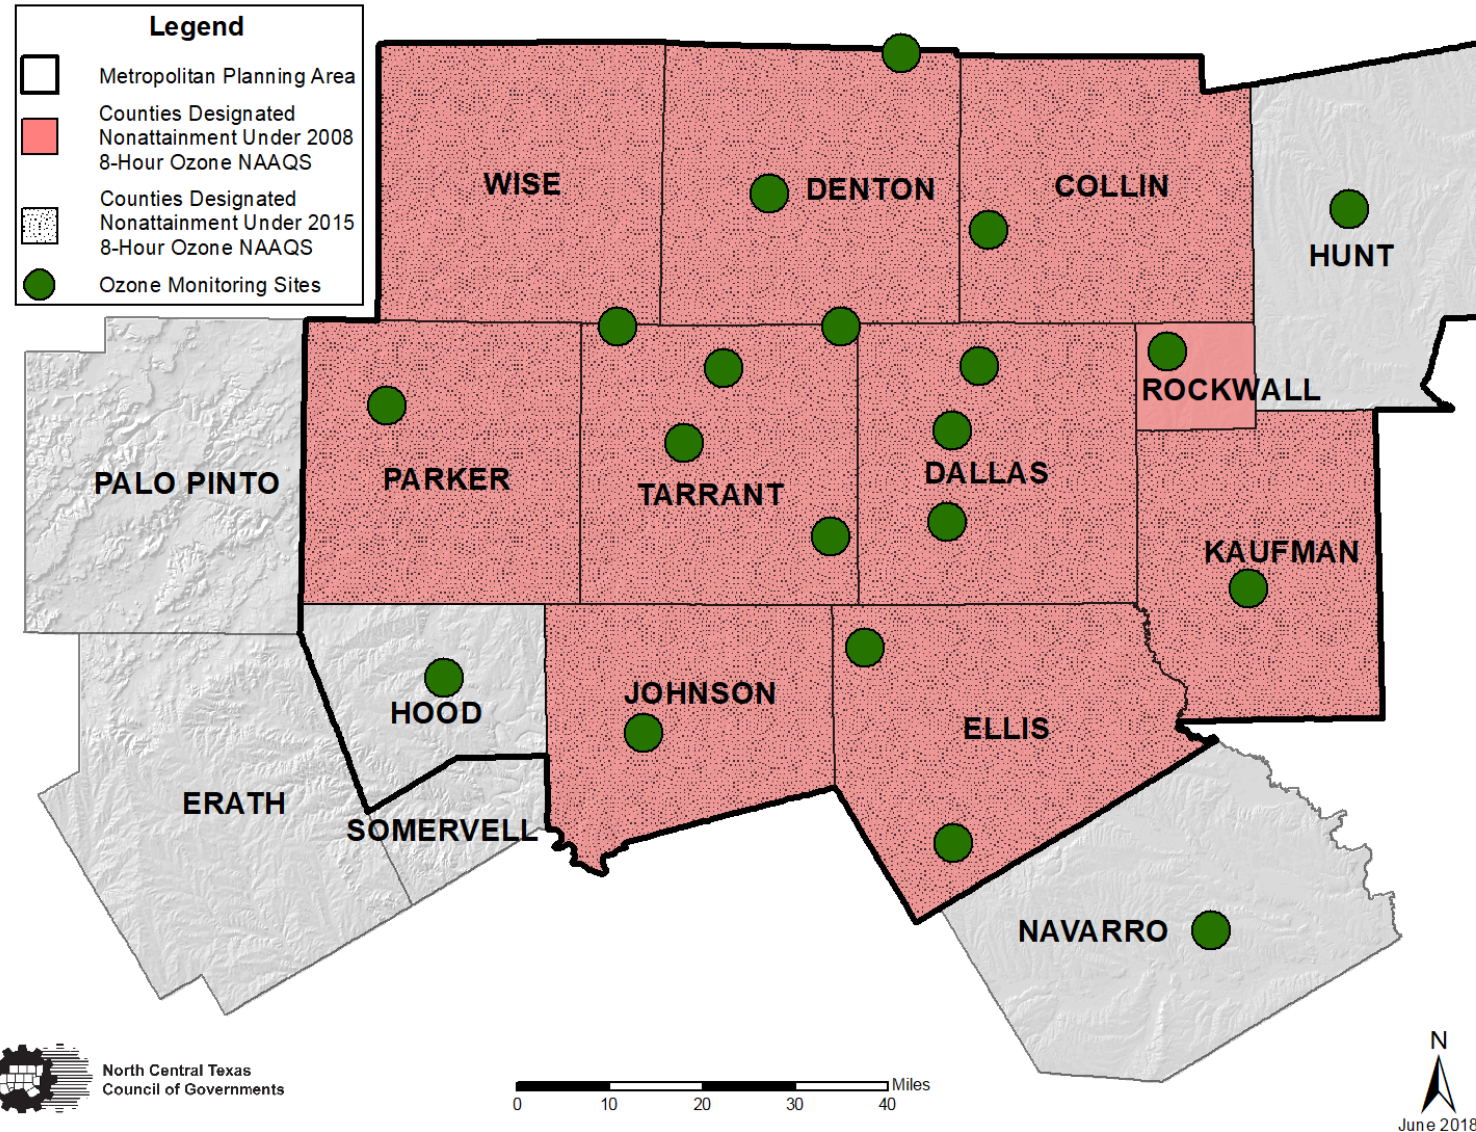 Legend
Metropolitan Planning Area
Counties Designated
Nonattainment Under 2008
8-Hour Ozone NAAQS
Counties Designated
Nonattainment Under 2015
8-Hour Ozone NAAQS
Ozone Monitoring Sites
WISE
DENTON
COLLIN
HUNT
ROCKWALL
PALO PINTO
PARKER
TARRANT
DALLAS
KAUFMAN
HOOD
JOHNSON
ELLIS
ERATH
SOMERVELL
NAVARRO
North Central Texas
Council of Governments
Miles
0 10 20 30 40
N
June 2018